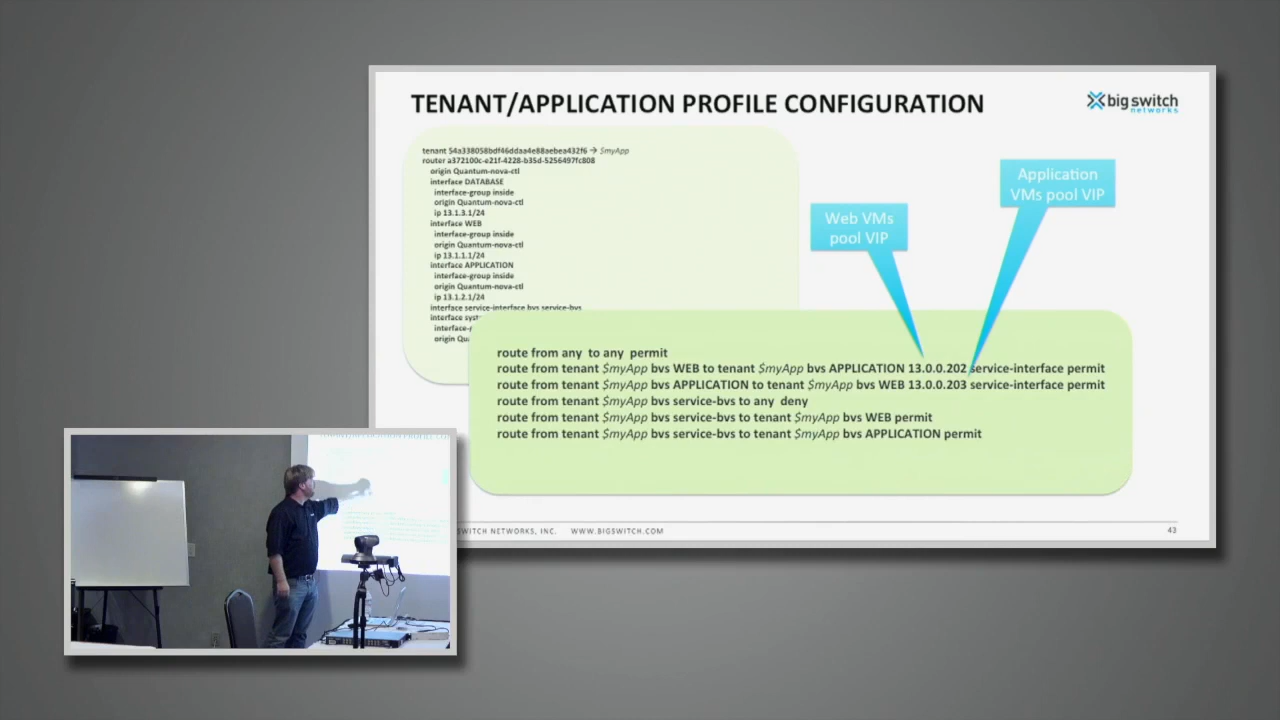 TENANT/APPLICATION PROFILE CONFIGURATION
big switch
networks
tenant 54a338058bdf46ddaa4e88aebea432f6 → $myApp
router a372100c-e21f-4228-b35d-5256497fc808
origin Quantum-nova-ctl
interface DATABASE
interface-group inside
origin Quantum-nova-ctl
ip 13.1.3.1/24
interface WEB
interface-group inside
origin Quantum-nova-ctl
ip 13.1.1.1/24
interface APPLICATION
interface-group inside
origin Quantum-nova-ctl
ip 13.1.2.1/24
interface service-interface bvs service-bvs
interface syst
interface-
origin Qu
Web VMs
pool VIP
Application
VMs pool VIP
route from any to any permit
route from tenant $myApp bvs WEB to tenant $myApp bvs APPLICATION 13.0.0.202 service-interface permit
route from tenant $myApp bvs APPLICATION to tenant $myApp bvs WEB 13.0.0.203 service-interface permit
route from tenant $myApp bvs service-bvs to any deny
route from tenant $myApp bvs service-bvs to tenant $myApp bvs WEB permit
route from tenant $myApp bvs service-bvs to tenant $myApp bvs APPLICATION permit
SWITCH NETWORKS, INC. WWW.BIGSWITCH.COM
43